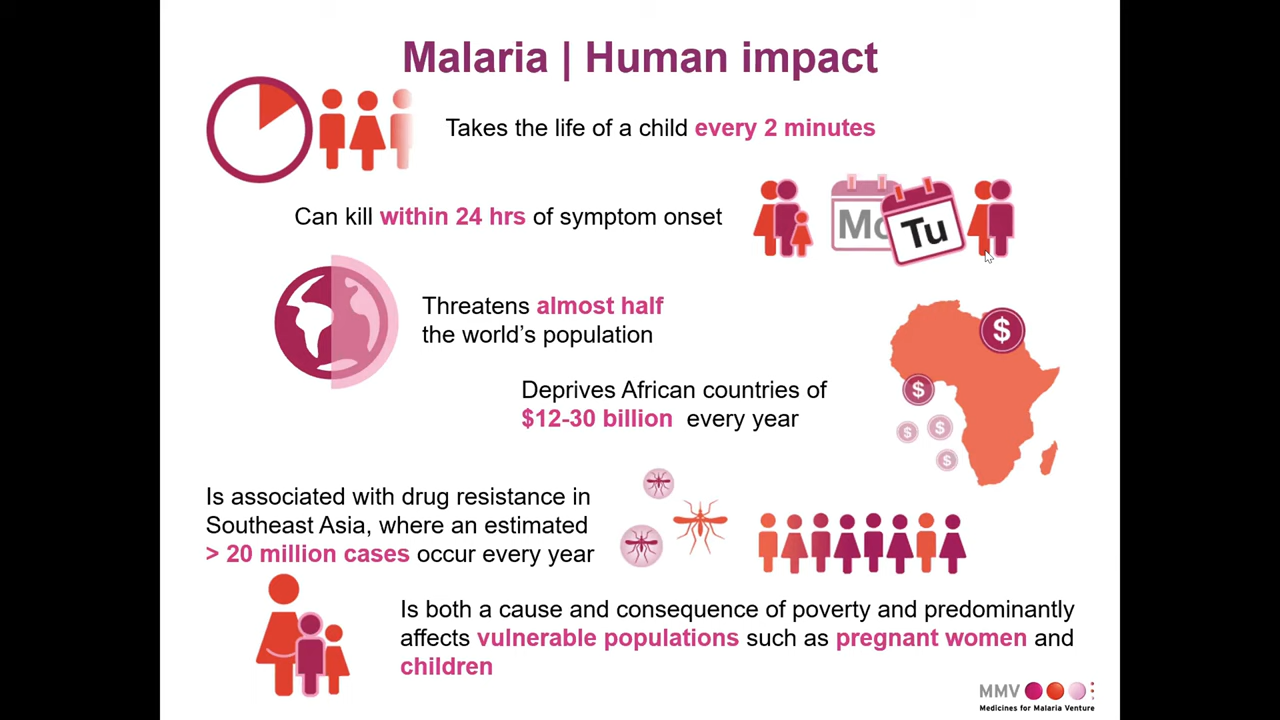 Malaria | Human impact
Takes the life of a child every 2 minutes
Can kill within 24 hrs of symptom onset
Mo
Tu
Threatens almost half
the world's population
$
$
$
$
$
Deprives African countries of
$12-30 billion every year
Is associated with drug resistance in
Southeast Asia, where an estimated
> 20 million cases occur every year
Is both a cause and consequence of poverty and predominantly
affects vulnerable populations such as pregnant women and
children
MMV
Medicines for Malaria Venture